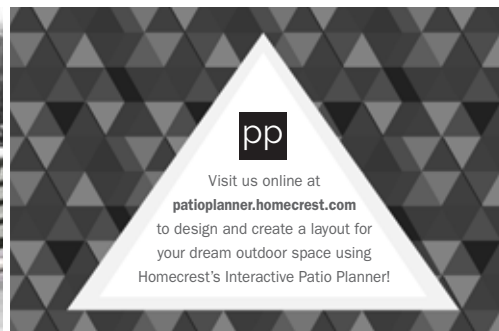 pp
Visit us online at
patioplanner.homecrest.com
to design and create a layout for
your dream outdoor space using
Homecrest's Interactive Patio Planner!